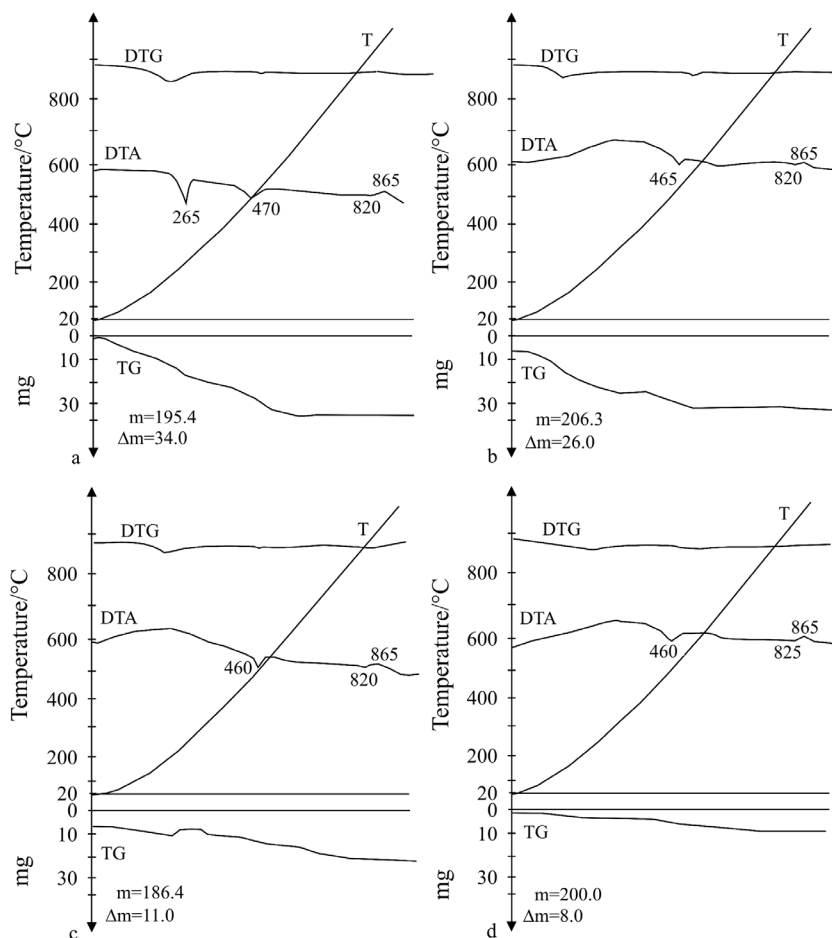 T
DTG
800
Temperature/°C
DTA
600
865
265
470
820
400
200
20
0
10
TG
mg
30
m=195.4
Δm=34.0
a
T
DTG
800
Temperature/°C
DTA
600
865
465
820
400
200
20
0
10
TG
mg
30
m=206.3
Δm=26.0
b
T
DTG
800
Temperature/°C
DTA
600
865
460
820
400
200
20
0
10
TG
mg
30
m=186.4
Δm=11.0
c
T
DTG
800
Temperature/°C
DTA
600
865
460
825
400
200
20
0
10
TG
mg
30
m=200.0
Δm=8.0
d